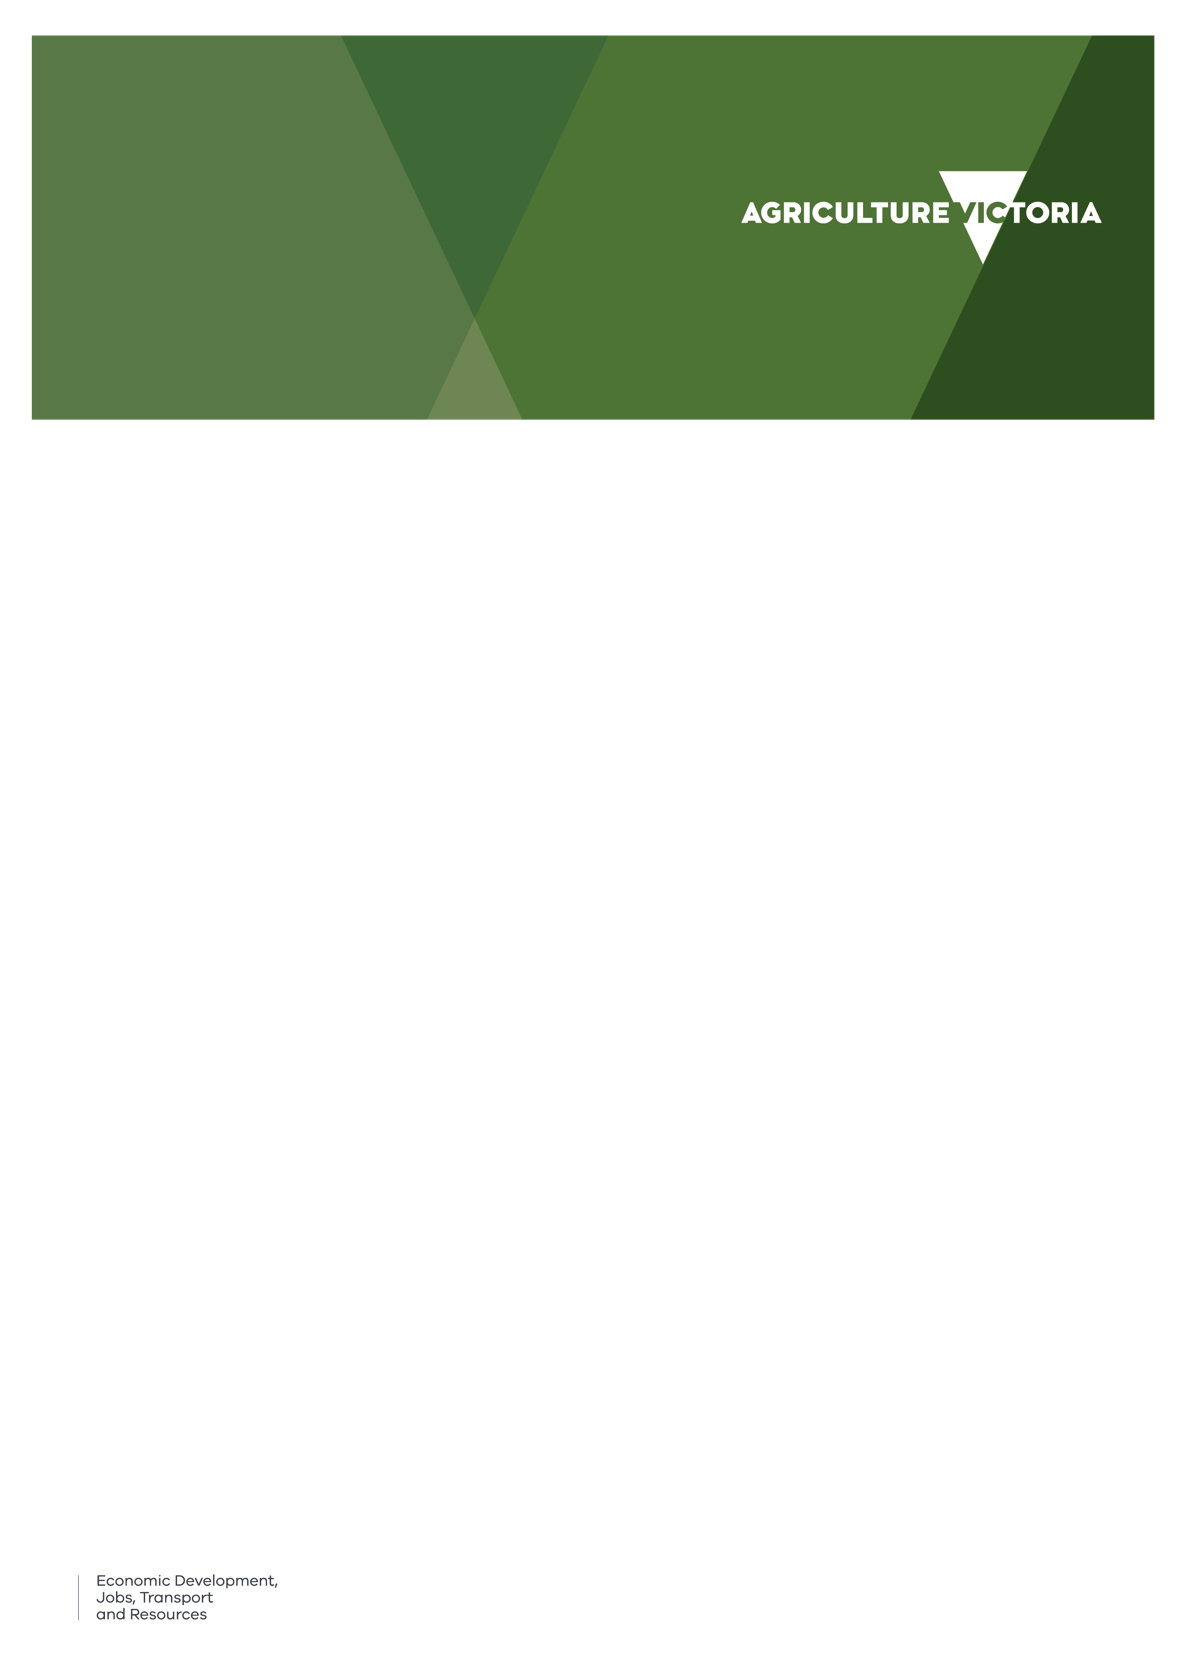 AGRICULTURE VICTORIA
Economic Development,
Jobs, Transport
and Resources